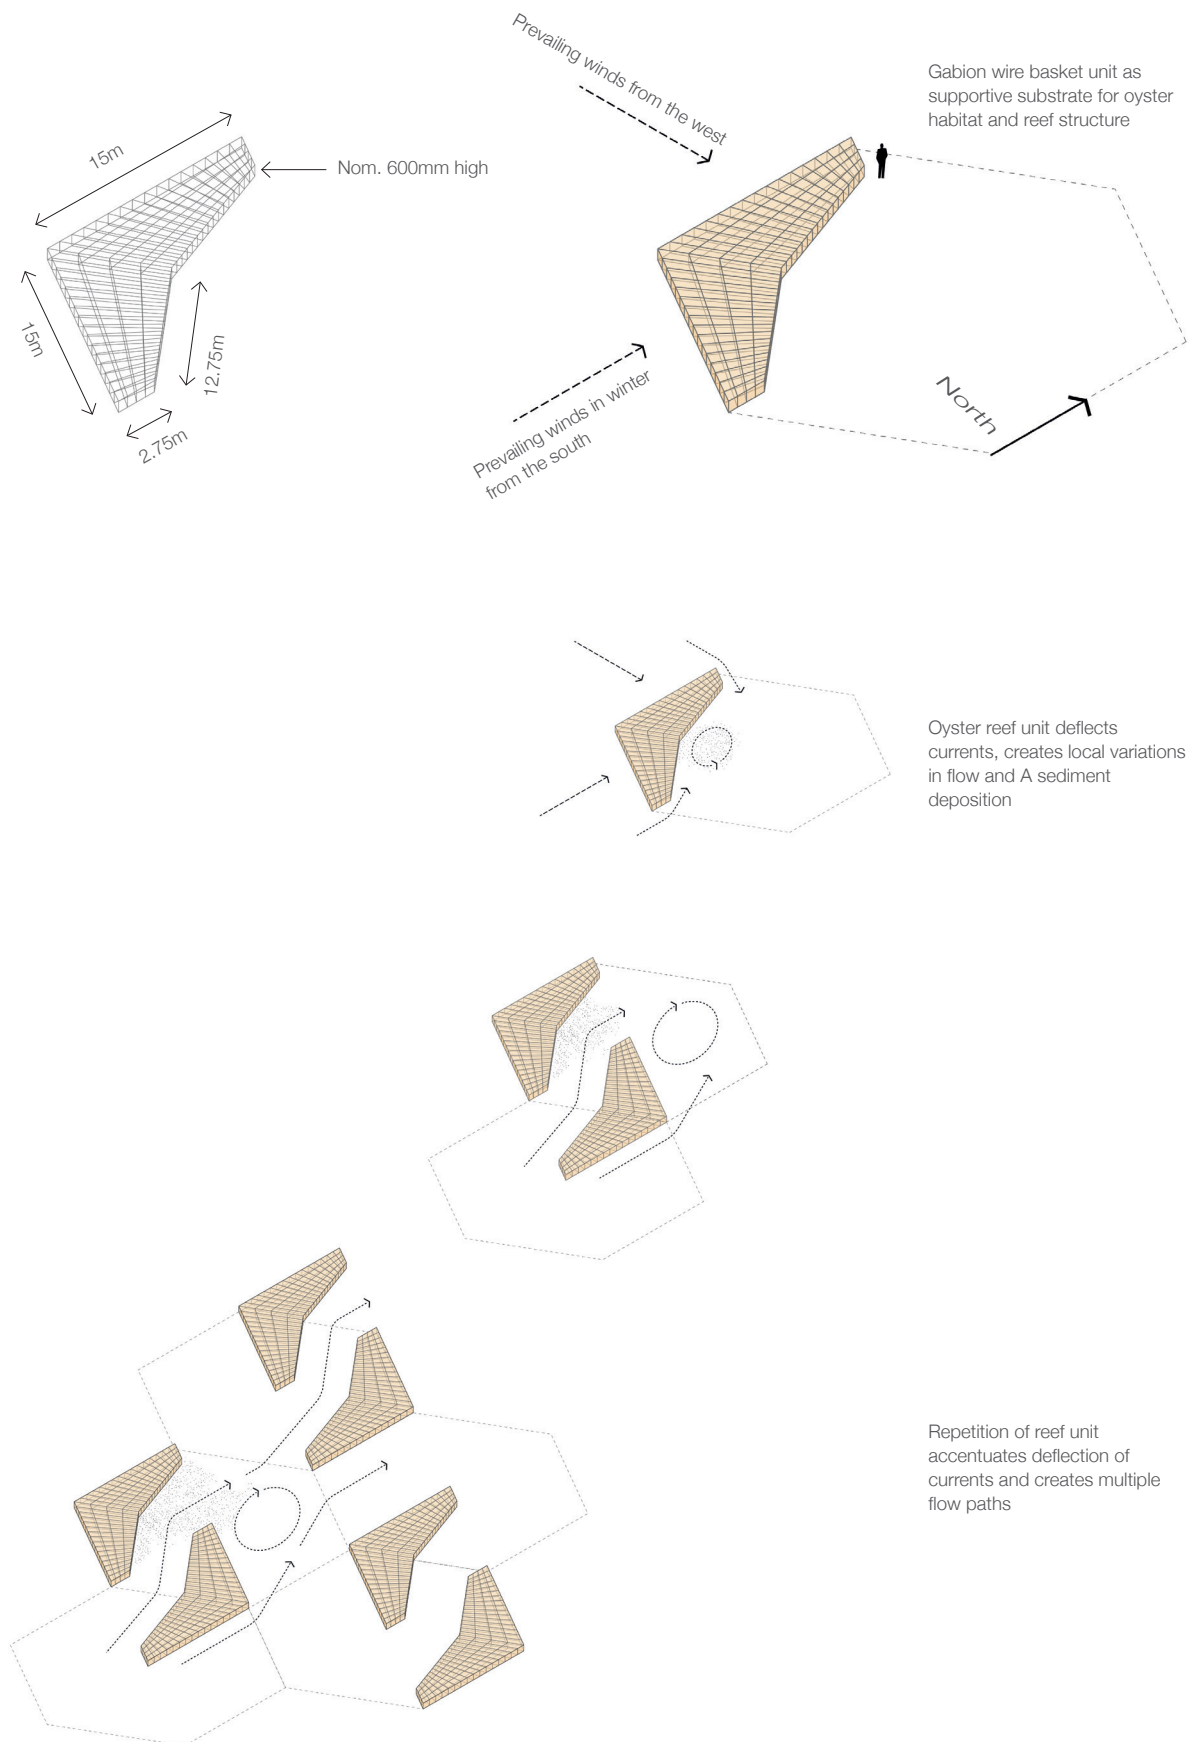 Prevailing winds from the west
Gabion wire basket unit as
supportive substrate for oyster
habitat and reef structure
15m
Nom. 600mm high
15m
12.75m
2.75m
Prevailing winds in winter
from the south
North
Oyster reef unit deflects
currents, creates local variations
in flow and A sediment
deposition
Repetition of reef unit
accentuates deflection of
currents and creates multiple
flow paths